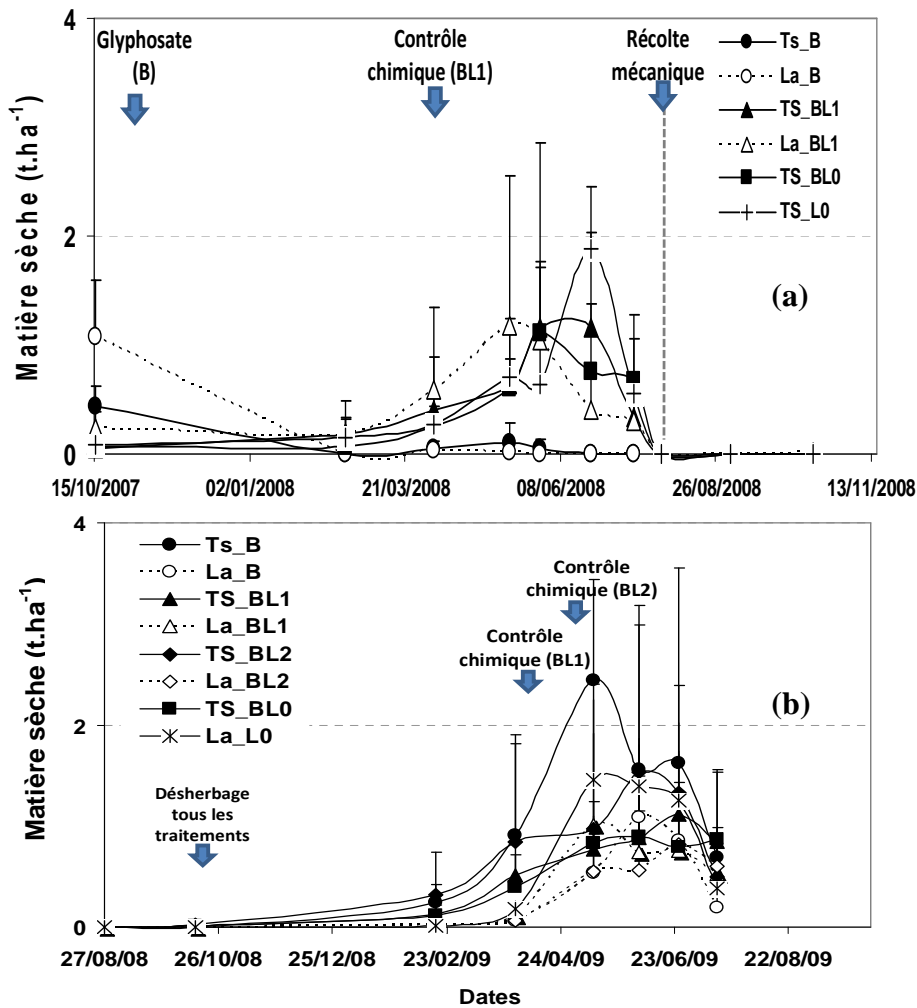 4
Glyphosate
(B)
Contrôle
chimique (BL1)
Récolte
mécanique
Ts_B
La_B
TS_BL1
La_BL1
TS_BL0
TS_L0
Matière sèche (t.ha-1)
2
(a)
0
15/10/2007 02/01/2008 21/03/2008 08/06/2008 26/08/2008 13/11/2008
4
Ts_B
La_B
TS_BL1
La_BL1
TS_BL2
La_BL2
TS_BL0
La_L0
Contrôle
chimique (BL2)
Contrôle
chimique (BL1)
Matière sèche (t.ha-1)
2
(b)
Désherbage
tous les
traitements
0
27/08/08 26/10/08 25/12/08 23/02/09 24/04/09 23/06/09 22/08/09
Dates